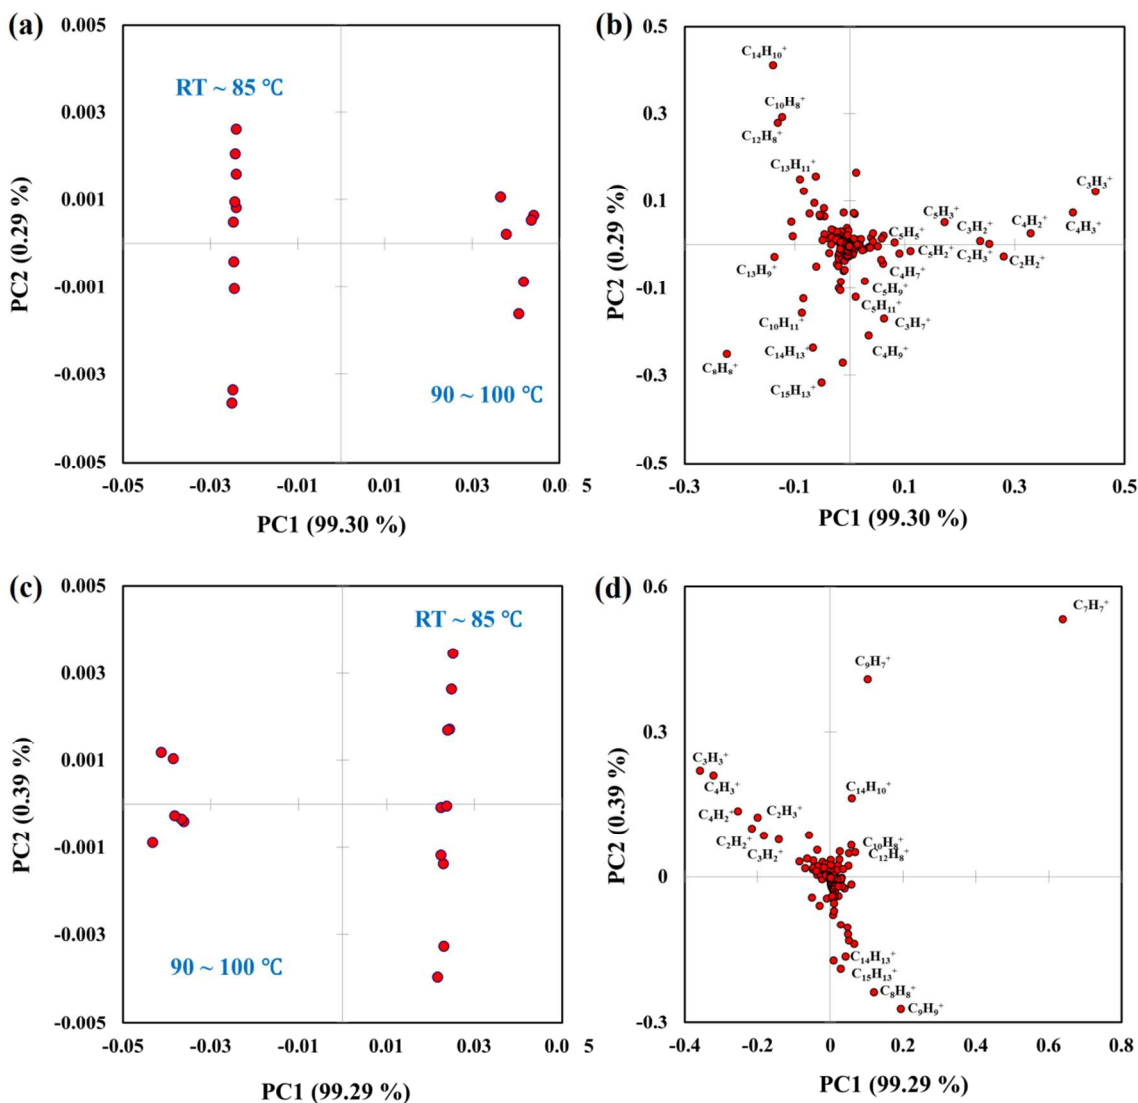 (a)
0.005
0.003
0.001
-0.001
-0.003
-0.005
PC2 (0.29 %)
RT ~ 85 ℃
90 ~ 100 ℃
-0.05
-0.03
-0.01
0.01
0.03
0.0 5
PC1 (99.30 %)
(b)
0.5
0.3
0.1
-0.1
-0.3
-0.5
PC2 (0.29 %)
C₁₄H₁₀⁺
C₁₀H₈⁺
C₁₂H₈⁺
C₁₃H₁₁⁺
C₃H₃⁺
C₅H₃⁺
C₃H₂⁺
C₄H₂⁺
C₄H₃⁺
C₅H₅⁺
C₅H₂⁺
C₂H₃⁺
C₂H₂⁺
C₁₃H₉⁺
C₄H₇⁺
C₅H₉⁺
C₅H₁₁⁺
C₁₀H₁₁⁺
C₃H₇⁺
C₁₄H₁₃⁺
C₄H₉⁺
C₈H₈⁺
C₁₅H₁₃⁺
-0.3
-0.1
0.1
0.3
0.5
PC1 (99.30 %)
(c)
0.005
0.003
0.001
-0.001
-0.003
-0.005
PC2 (0.39 %)
RT ~ 85 ℃
90 ~ 100 ℃
-0.05
-0.03
-0.01
0.01
0.03
0.0 5
PC1 (99.29 %)
(d)
0.6
0.3
0
-0.3
PC2 (0.39 %)
C₇H₇⁺
C₉H₇⁺
C₃H₃⁺
C₄H₃⁺
C₁₄H₁₀⁺
C₄H₂⁺
C₂H₃⁺
C₂H₂⁺
C₃H₂⁺
C₁₀H₈⁺
C₁₂H₈⁺
C₁₄H₁₃⁺
C₁₅H₁₃⁺
C₈H₈⁺
C₉H₉⁺
-0.4
-0.2
0
0.2
0.4
0.6
0.8
PC1 (99.29 %)